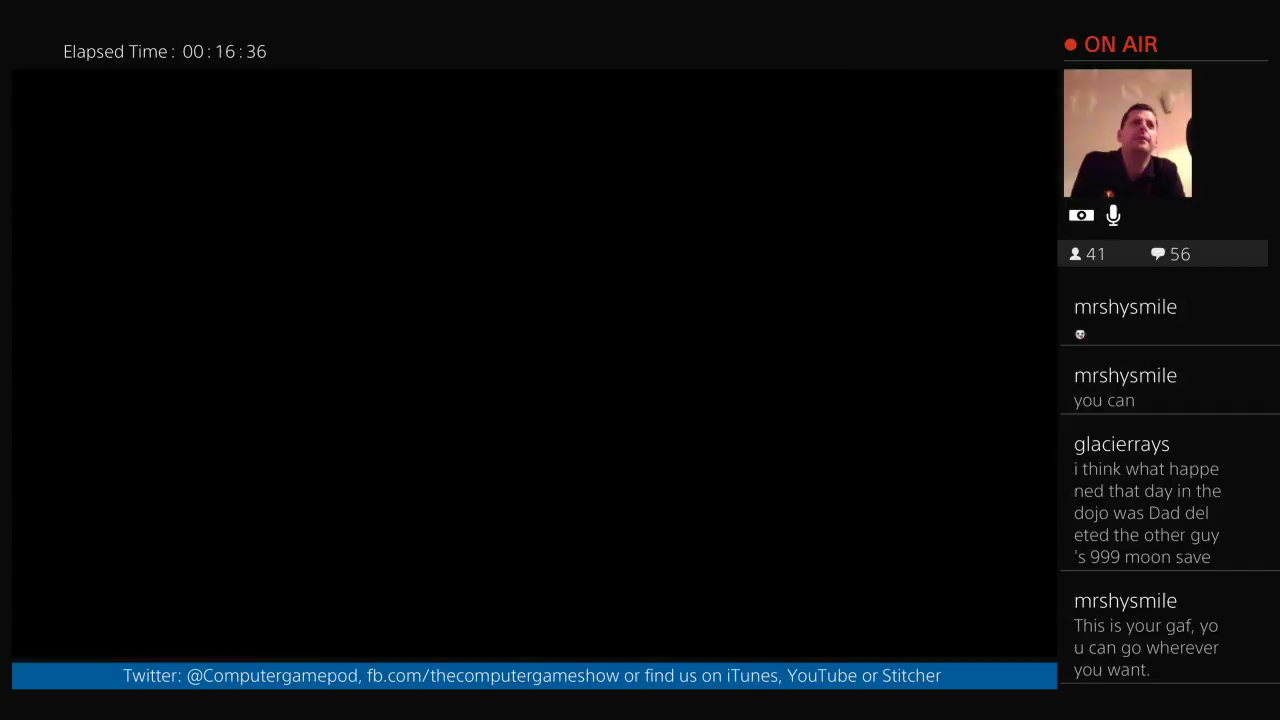 Elapsed Time: 00:16:36
ON AIR
41 56
mrshysmile
mrshysmile
you can
glacierrays
i think what happe
ned that day in the
dojo was Dad del
eted the other guy
's 999 moon save
mrshysmile
This is your gaf, yo
u can go wherever
you want.
Twitter: @Computergamepod, fb.com/thecomputergameshow or find us on iTunes, YouTube or Stitcher